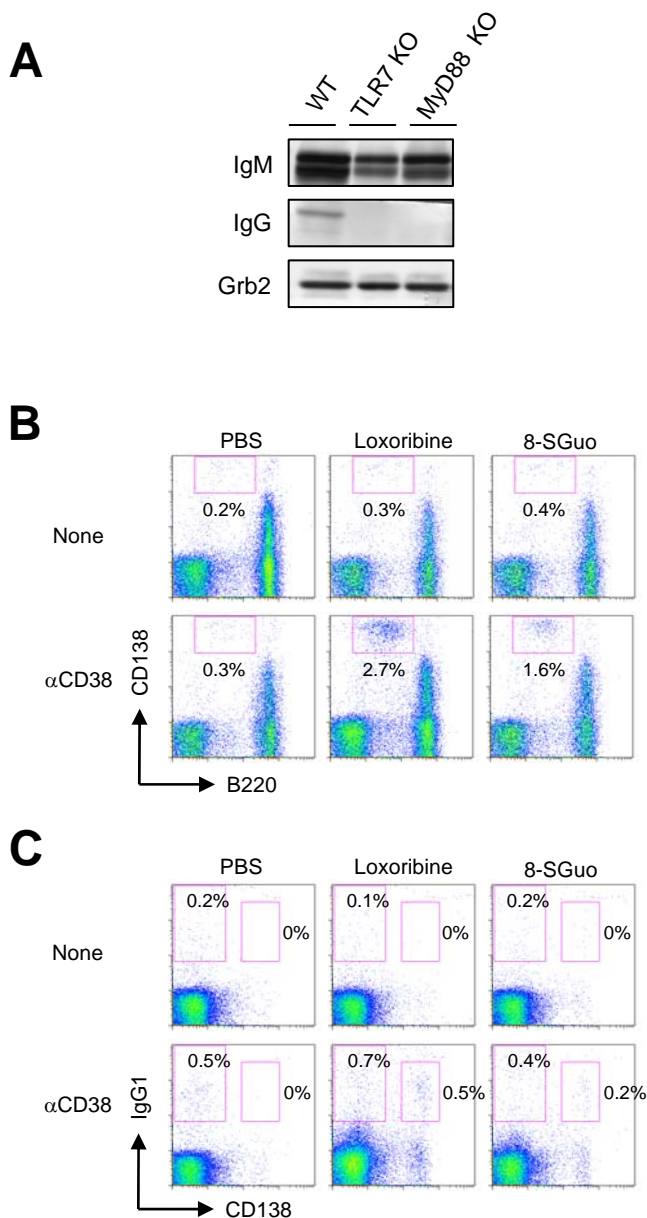 A
WT TLR7 KO MyD88 KO
IgM
IgG
Grb2
B
PBS Loxoribine 8-SGuo
None
0.2% 0.3% 0.4%
αCD38
0.3% 2.7% 1.6%
CD138
B220
C
PBS Loxoribine 8-SGuo
None
0.2% 0% 0.1% 0% 0.2% 0%
αCD38
0.5% 0% 0.7% 0.5% 0.4% 0.2%
IgG1
CD138